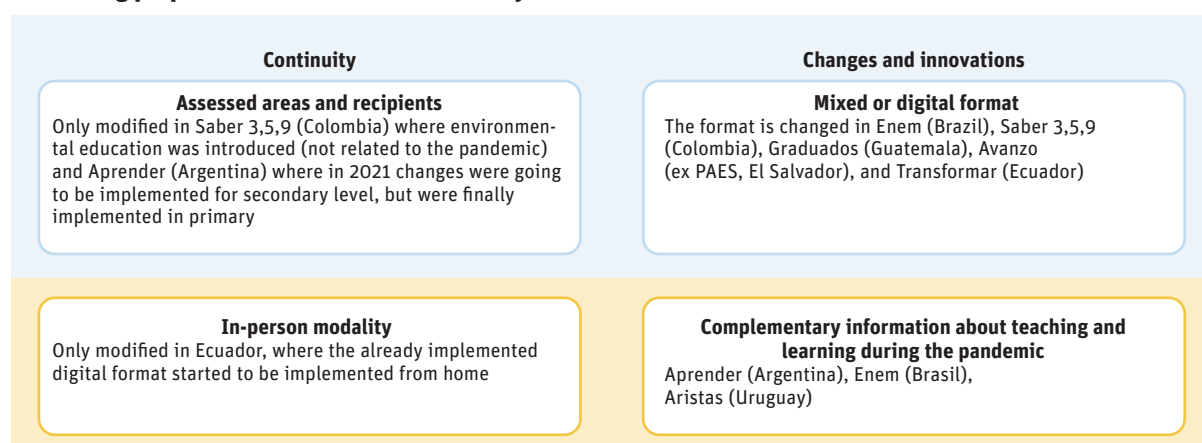 Continuity
Assessed areas and recipients
Only modified in Saber 3,5,9 (Colombia) where environmen-
tal education was introduced (not related to the pandemic)
and Aprender (Argentina) where in 2021 changes were going
to be implemented for secondary level, but were finally
implemented in primary
Changes and innovations
Mixed or digital format
The format is changed in Enem (Brazil), Saber 3,5,9
(Colombia), Graduados (Guatemala), Avanzo
(ex PAES, El Salvador), and Transformar (Ecuador)
In-person modality
Only modified in Ecuador, where the already implemented
digital format started to be implemented from home
Complementary information about teaching and
learning during the pandemic
Aprender (Argentina), Enem (Brasil),
Aristas (Uruguay)